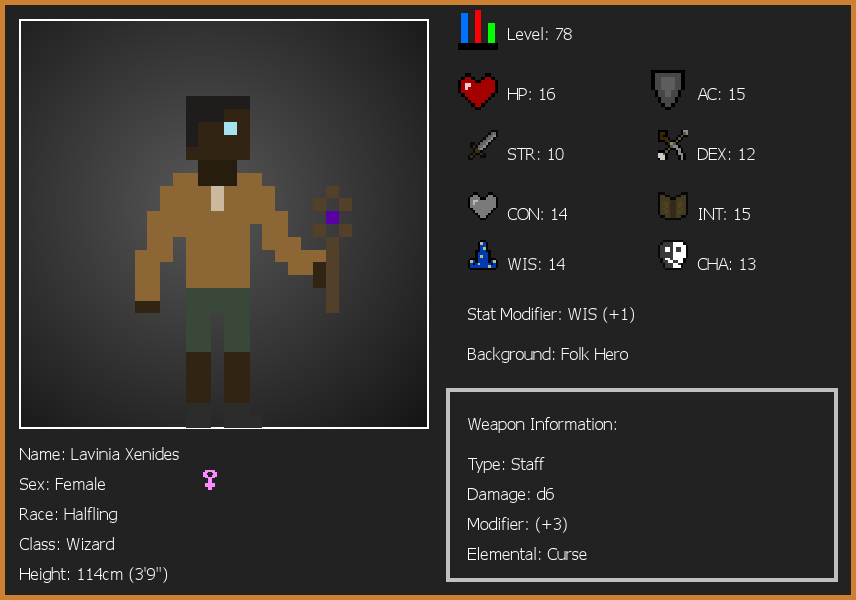 Level: 78
HP: 16
AC: 15
STR: 10
DEX: 12
CON: 14
INT: 15
WIS: 14
CHA: 13
Stat Modifier: WIS (+1)
Background: Folk Hero
Weapon Information:
Type: Staff
Damage: d6
Modifier: (+3)
Elemental: Curse
Name: Lavinia Xenides
Sex: Female
Race: Halfling
Class: Wizard
Height: 114cm (3'9")